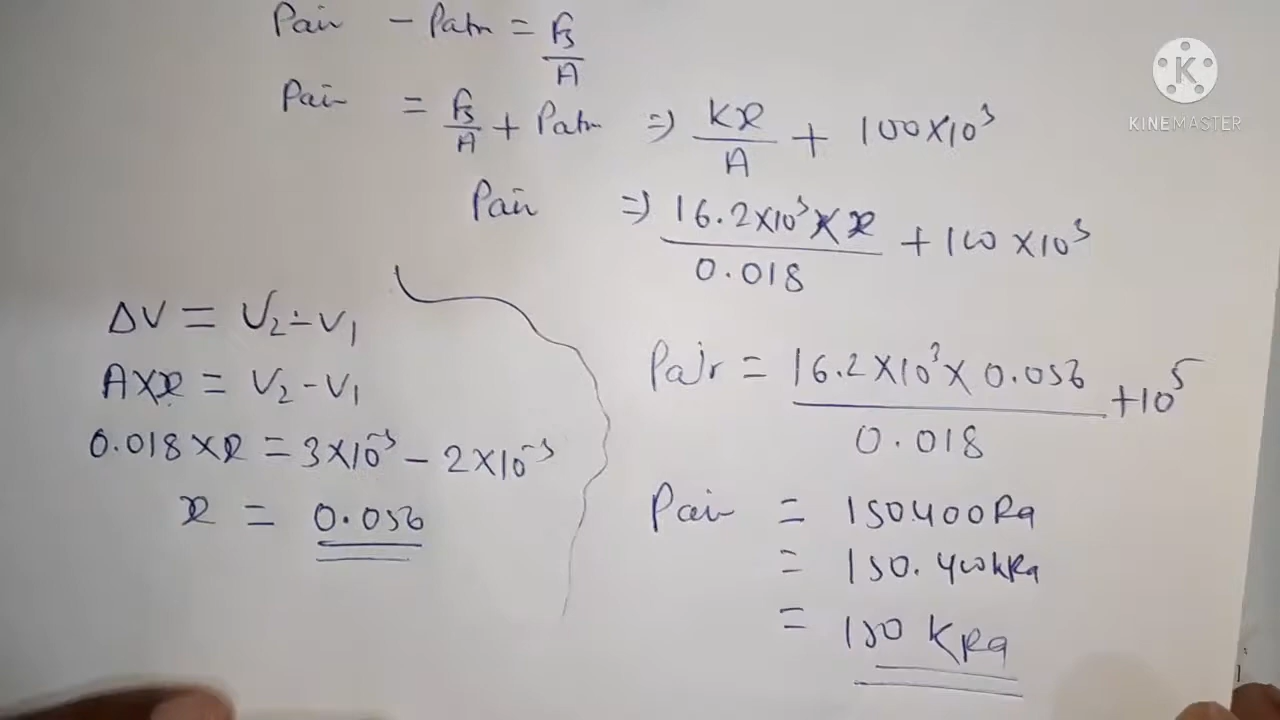 Pair - Patm = Fs/A
Pair = Fs/A + Patm => Kx/A + 100×10³
KINEMASTER
Pair => 16.2×10³×x/0.018 + 100×10³
ΔV = V₂-V₁
A×x = V₂-V₁
0.018×x = 3×10⁻³ - 2×10⁻³
x = 0.056
Pair = 16.2×10³×0.056/0.018 + 10⁵
Pair = 150400Pa
= 150.400kPa
= 150 KPa